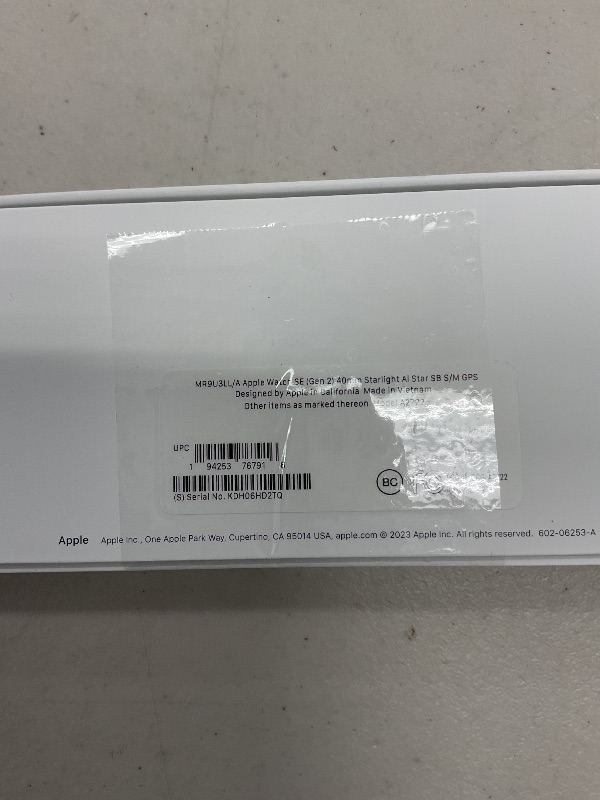 MR9U3LL/A Apple Watch SE (Gen 2) 40mm Starlight Al Star SB S/M GPS
Designed by Apple in California Made in Vietnam
Other items as marked thereon
UPC
1 94253 76791 6
(S) Serial No. KDH06HD2TQ
BC
Apple Apple Inc., One Apple Park Way, Cupertino, CA 95014 USA, apple.com © 2023 Apple Inc. All rights reserved. 602-06253-A